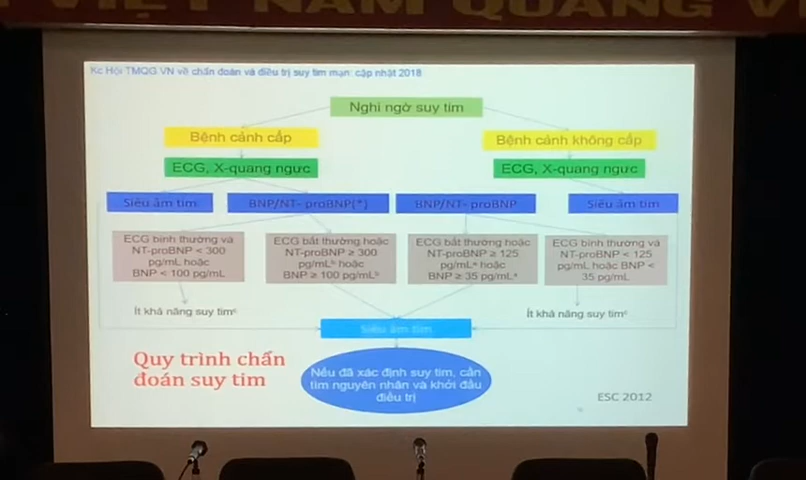 VIỆT NAM QUANG V
Kc Hội TMQG VN về chẩn đoán và điều trị suy tim mạn: cập nhật 2018
Nghi ngờ suy tim
Bệnh cảnh cấp
Bệnh cảnh không cấp
ECG, X-quang ngực
ECG, X-quang ngực
Siêu âm tim
BNP/NT- proBNP(*)
BNP/NT- proBNP
Siêu âm tim
ECG bình thường và
NT-proBNP < 300
pg/mL hoặc
BNP < 100 pg/mL
ECG bất thường hoặc
NT-proBNP ≥ 300
pg/mLᵇ hoặc
BNP ≥ 100 pg/mLᵇ
ECG bất thường hoặc
NT-proBNP ≥ 125
pg/mLᵃ hoặc
BNP ≥ 35 pg/mLᵃ
ECG bình thường và
NT-proBNP < 125
pg/mL hoặc BNP <
35 pg/mL
Ít khả năng suy timᶜ
Ít khả năng suy timᶜ
Siêu âm tim
Quy trình chẩn
đoán suy tim
Nếu đã xác định suy tim, cần
tìm nguyên nhân và khởi đầu
điều trị
ESC 2012